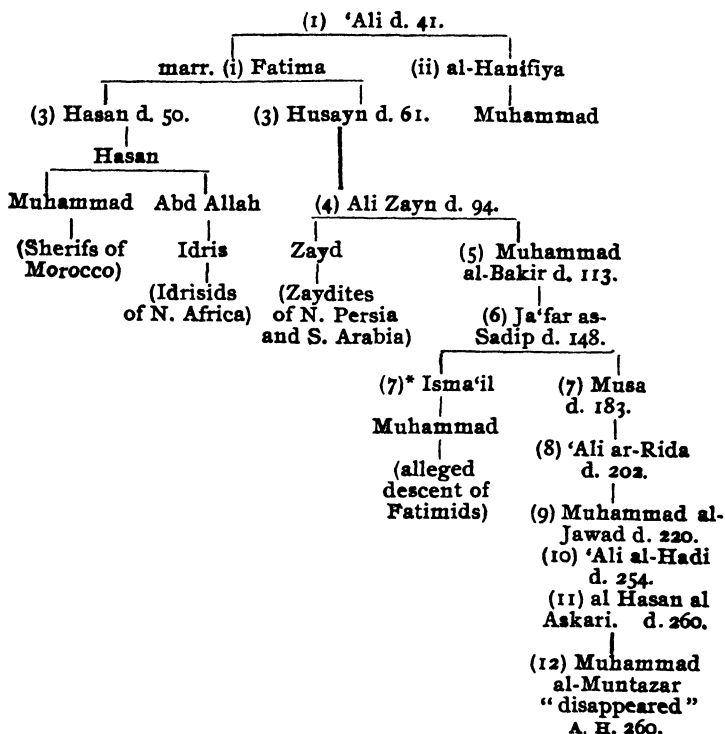 (1) ‘Ali d. 41.
marr. (i) Fatima (ii) al-Hanifiya
(3) Hasan d. 50. (3) Husayn d. 61. Muhammad
Hasan
Muhammad Abd Allah (4) Ali Zayn d. 94.
(Sherifs of Morocco) Idris Zayd (5) Muhammad al-Bakir d. 113.
(Idrisids of N. Africa) (Zaydites of N. Persia and S. Arabia) (6) Ja‘far as-Sadip d. 148.
(7)* Isma‘il (7) Musa d. 183.
Muhammad (8) ‘Ali ar-Rida d. 202.
(alleged descent of Fatimids)
(9) Muhammad al-
Jawad d. 220.
(10) ‘Ali al-Hadi
d. 254.
(11) al Hasan al
Askari. d. 260.
(12) Muhammad
al-Muntazar
“disappeared”
A. H. 260.